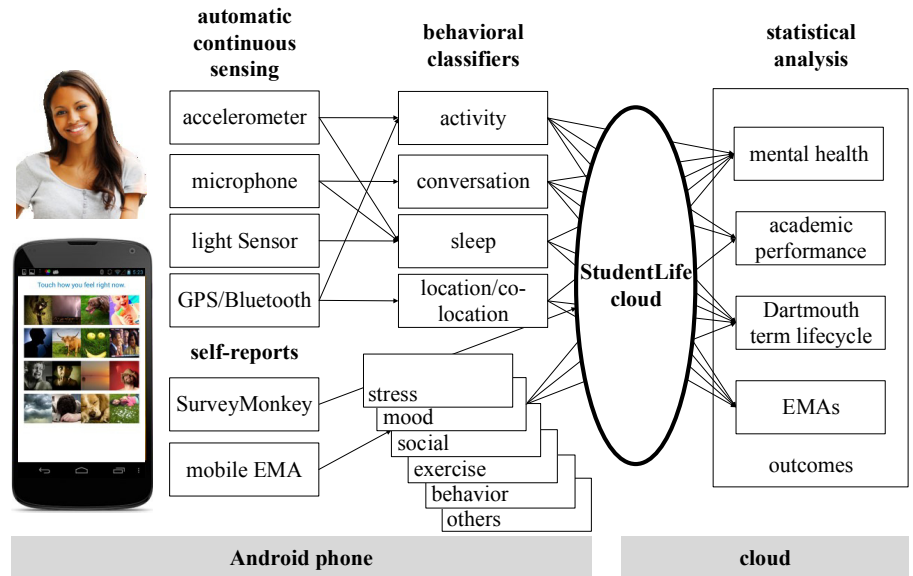 automatic
continuous
sensing
behavioral
classifiers
statistical
analysis
accelerometer
activity
mental health
microphone
conversation
academic
performance
light Sensor
sleep
StudentLife
cloud
GPS/Bluetooth
location/co-
location
Dartmouth
term lifecycle
Touch how you feel right now.
self-reports
SurveyMonkey
stress
mood
EMAs
social
mobile EMA
exercise
outcomes
behavior
others
Android phone
cloud